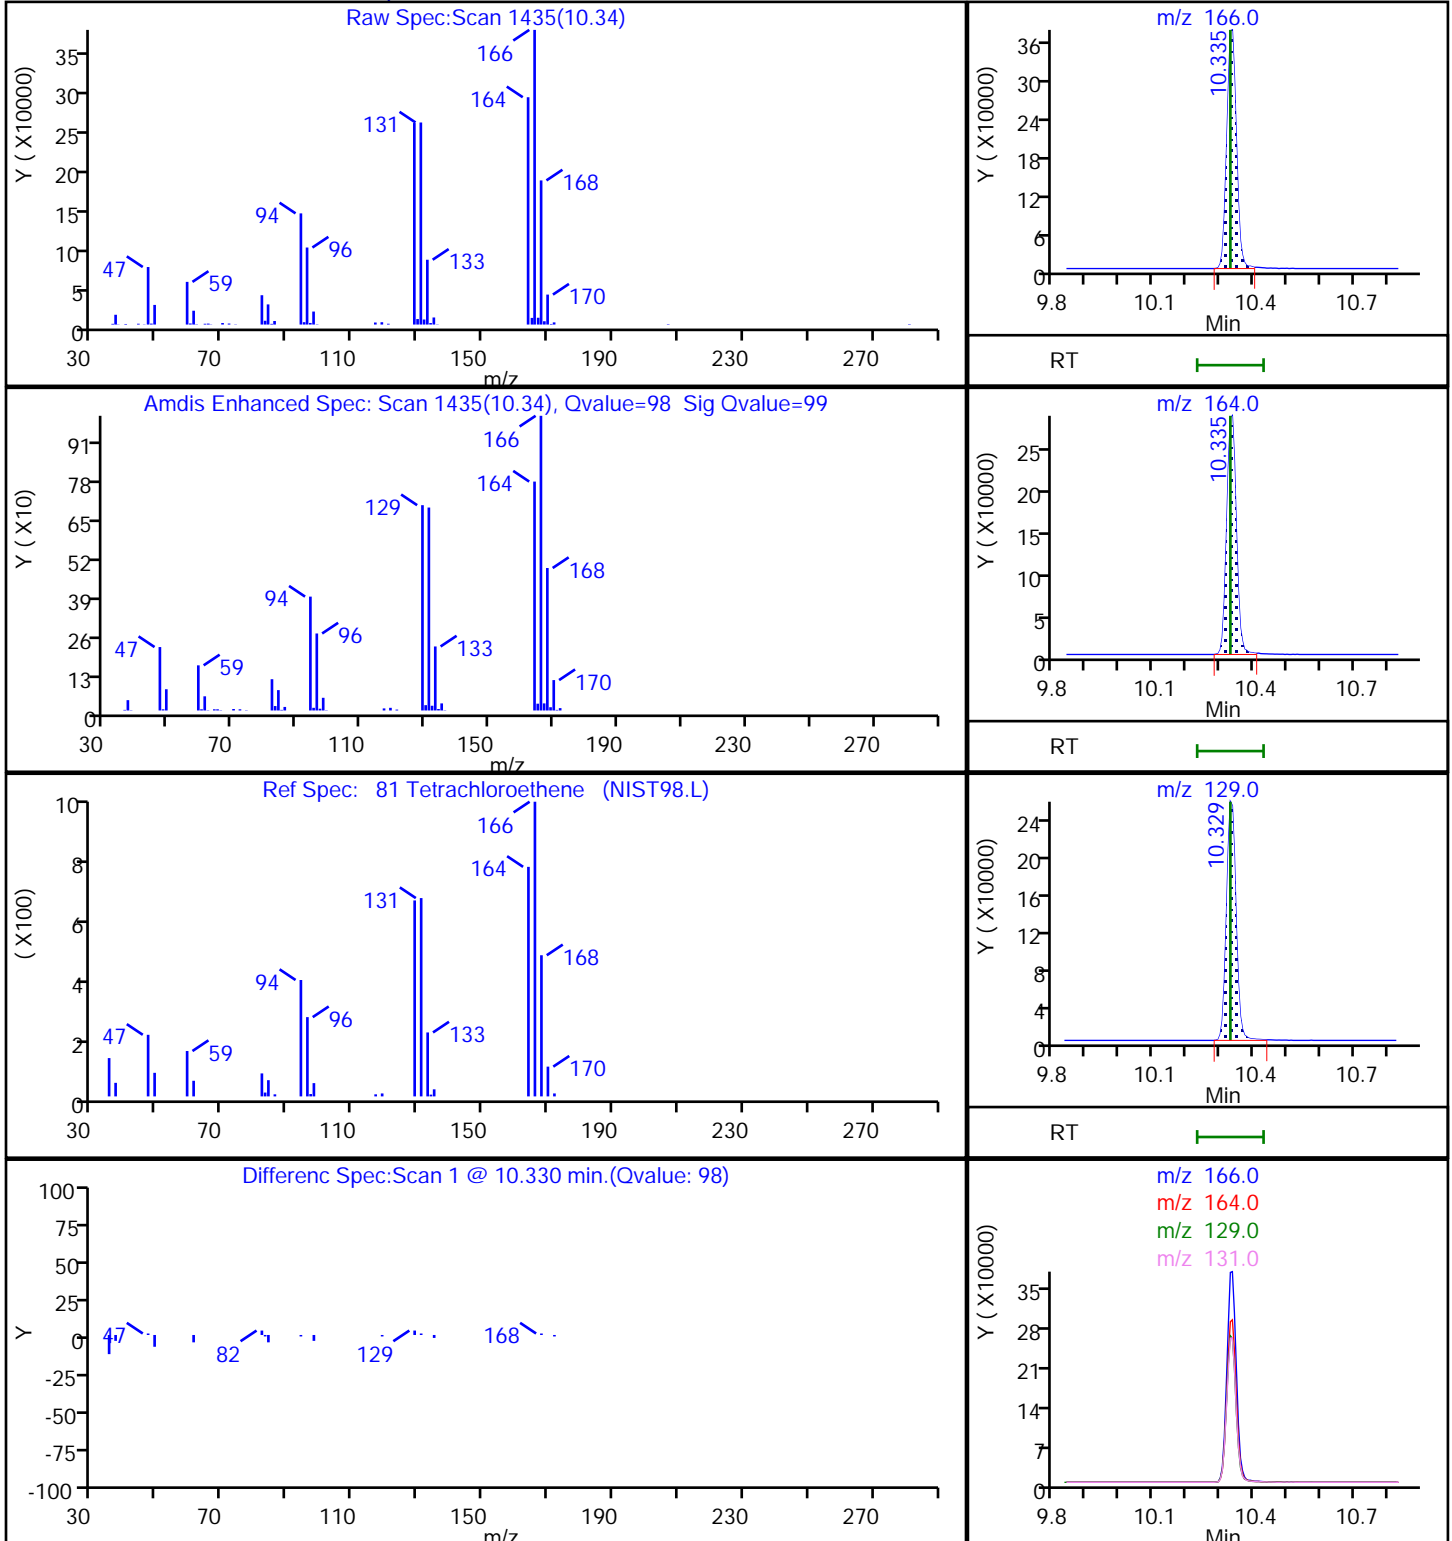 Raw Spec:Scan 1435(10.34)
Y ( X10000)
35
30
25
20
15
10
5
0
166
164
131
168
94
96
133
47
59
170
30 70 110 150 190 230 270
m/z
m/z 166.0
Y ( X10000)
36
30
24
18
12
6
0
10.335
9.8 10.1 10.4 10.7
Min
RT
Amdis Enhanced Spec: Scan 1435(10.34), Qvalue=98 Sig Qvalue=99
Y ( X10)
91
78
65
52
39
26
13
0
166
164
129
168
94
96
133
47
59
170
30 70 110 150 190 230 270
m/z
m/z 164.0
Y ( X10000)
25
20
15
10
5
0
10.335
9.8 10.1 10.4 10.7
Min
RT
Ref Spec: 81 Tetrachloroethene (NIST98.L)
( X100)
10
8
6
4
2
0
166
164
131
168
94
96
133
47
59
170
30 70 110 150 190 230 270
m/z 129.0
Y ( X10000)
24
20
16
12
8
4
0
10.329
9.8 10.1 10.4 10.7
Min
RT
Differenc Spec:Scan 1 @ 10.330 min.(Qvalue: 98)
Y
100
75
50
25
0
-25
-50
-75
-100
47
82
129
168
30 70 110 150 190 230 270
m/z
m/z 166.0
m/z 164.0
m/z 129.0
m/z 131.0
Y ( X10000)
35
28
21
14
7
0
9.8 10.1 10.4 10.7
Min